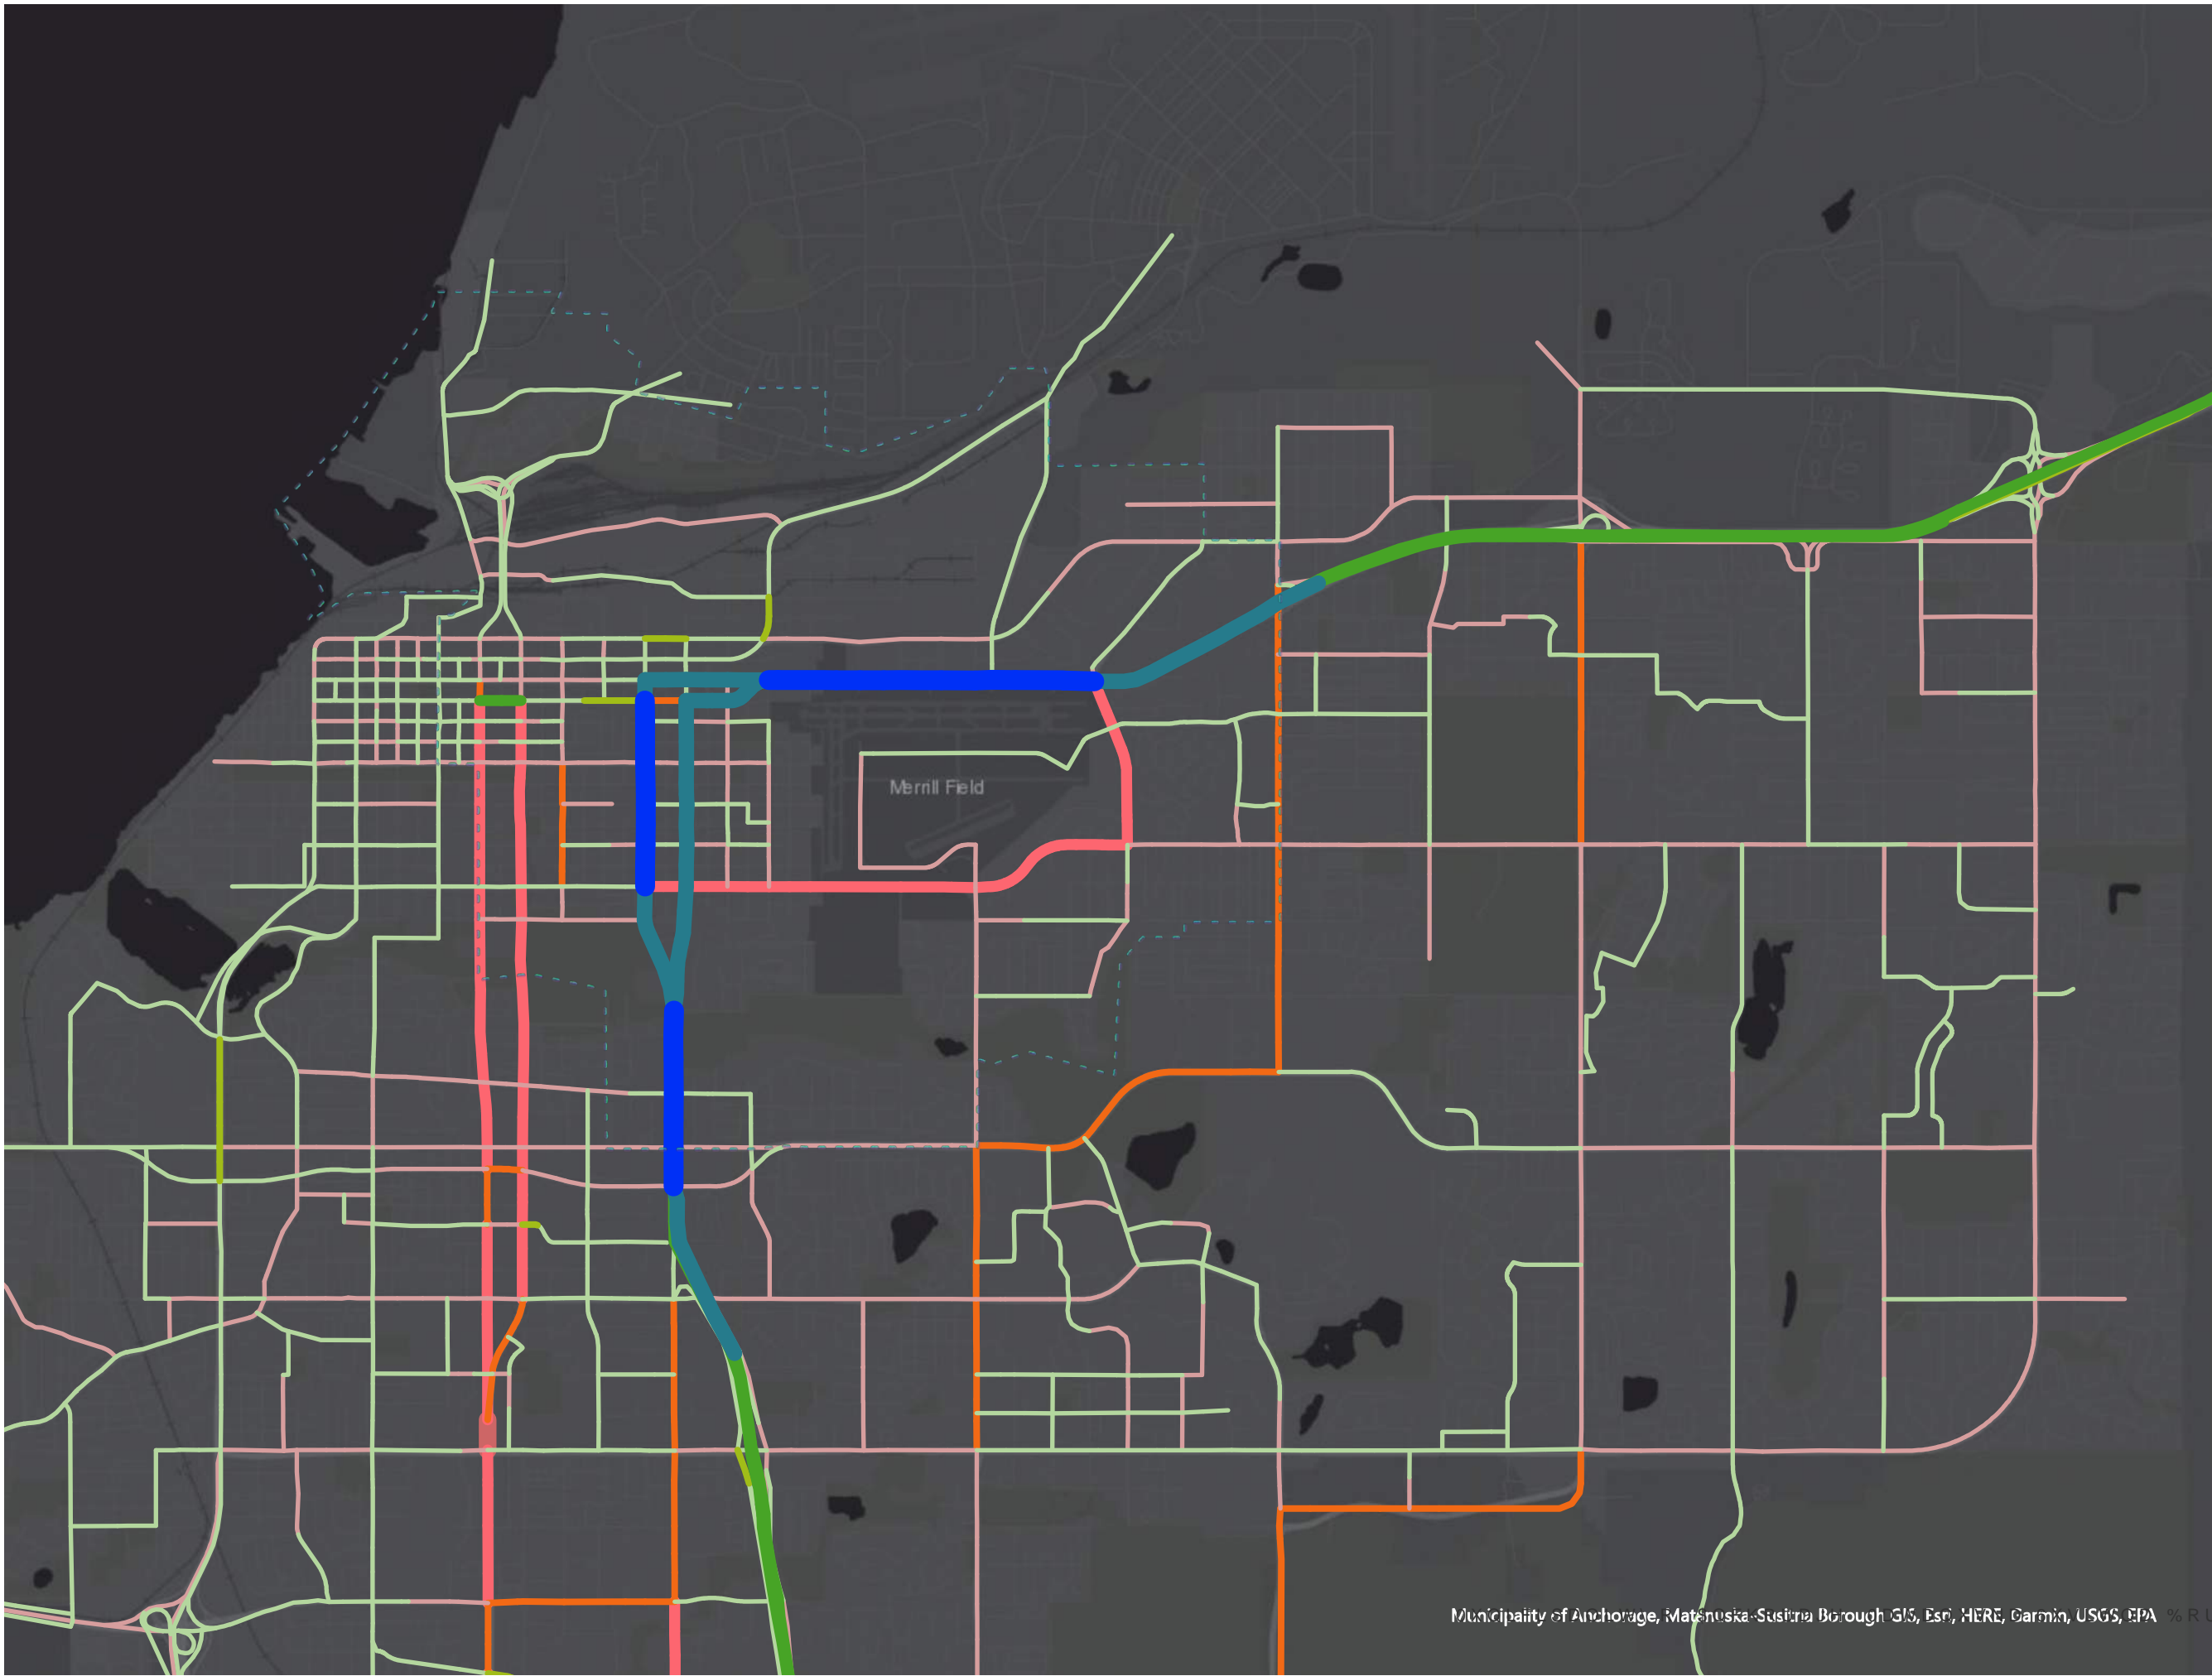 Merrill Field
Municipality of Anchorage, Matanuska-Susitna Borough GIS, Esri, HERE, Garmin, USGS, EPA